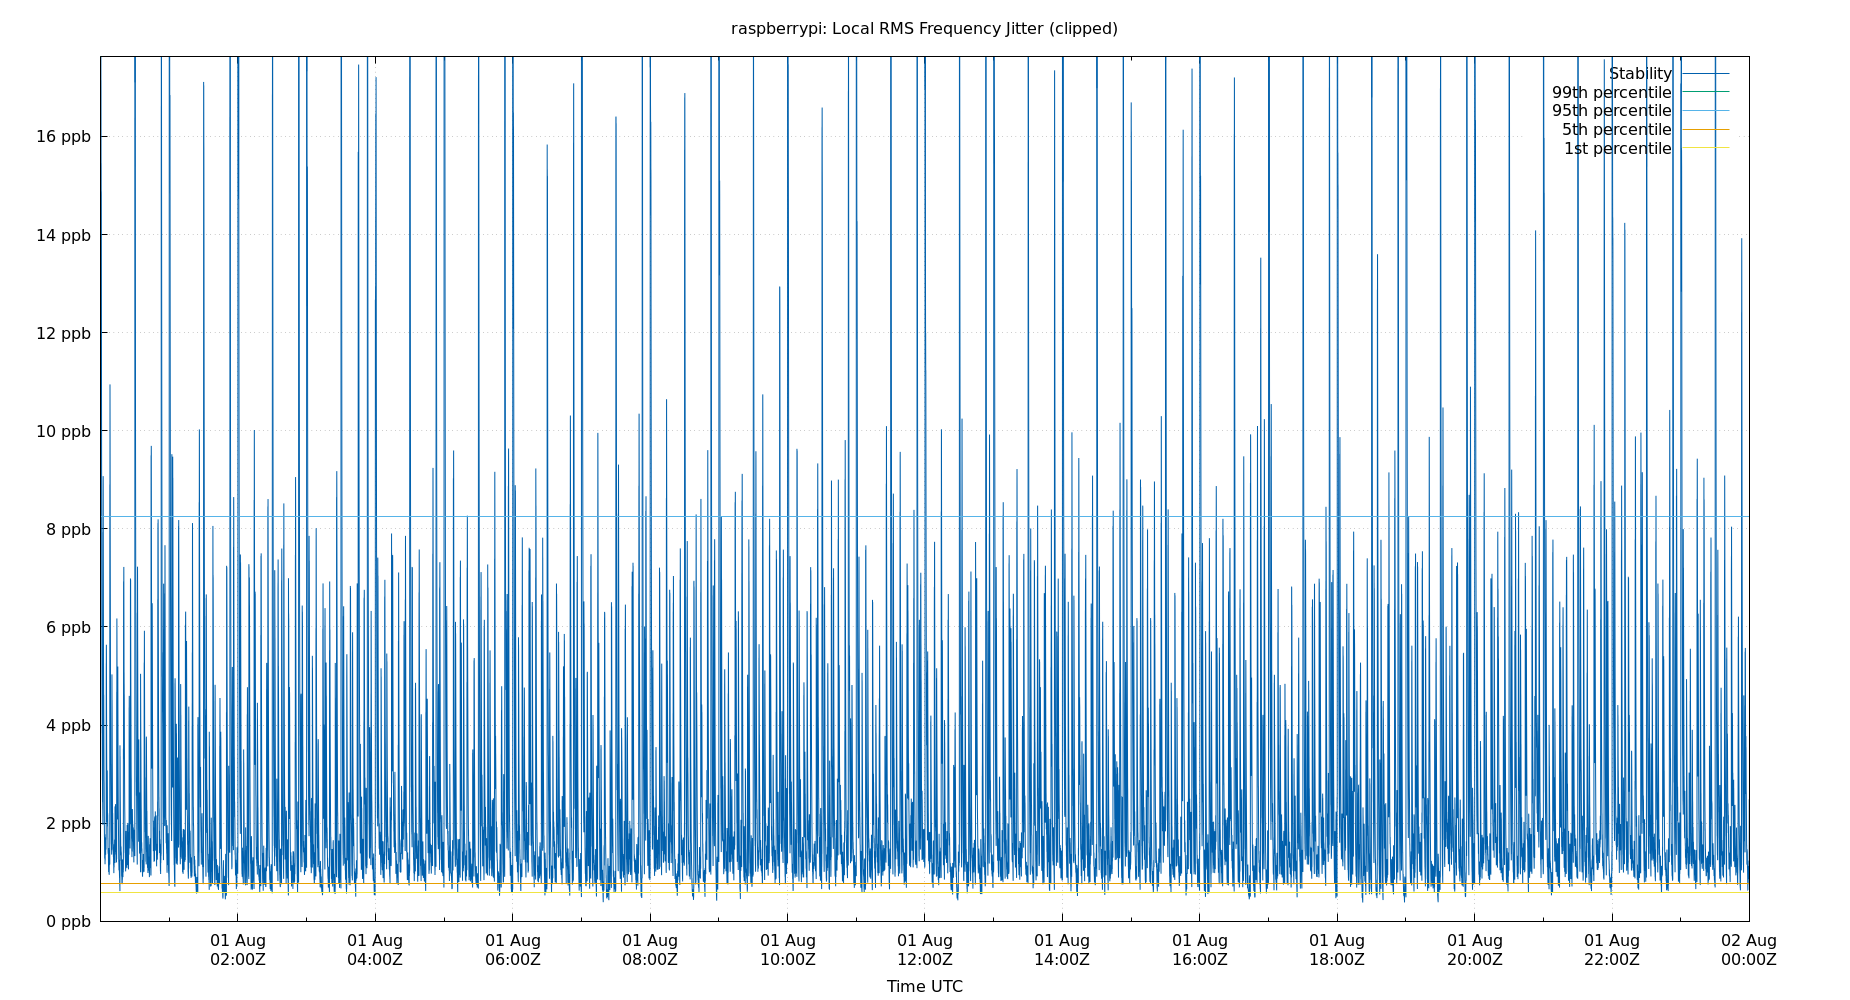 raspberrypi: Local RMS Frequency Jitter (clipped)
Stability
99th percentile
95th percentile
5th percentile
1st percentile
16 ppb
14 ppb
12 ppb
10 ppb
8 ppb
6 ppb
4 ppb
2 ppb
0 ppb
01 Aug 01 Aug 01 Aug 01 Aug 01 Aug 01 Aug 01 Aug 01 Aug 01 Aug 01 Aug 01 Aug 02 Aug
02:00Z 04:00Z 06:00Z 08:00Z 10:00Z 12:00Z 14:00Z 16:00Z 18:00Z 20:00Z 22:00Z 00:00Z
Time UTC